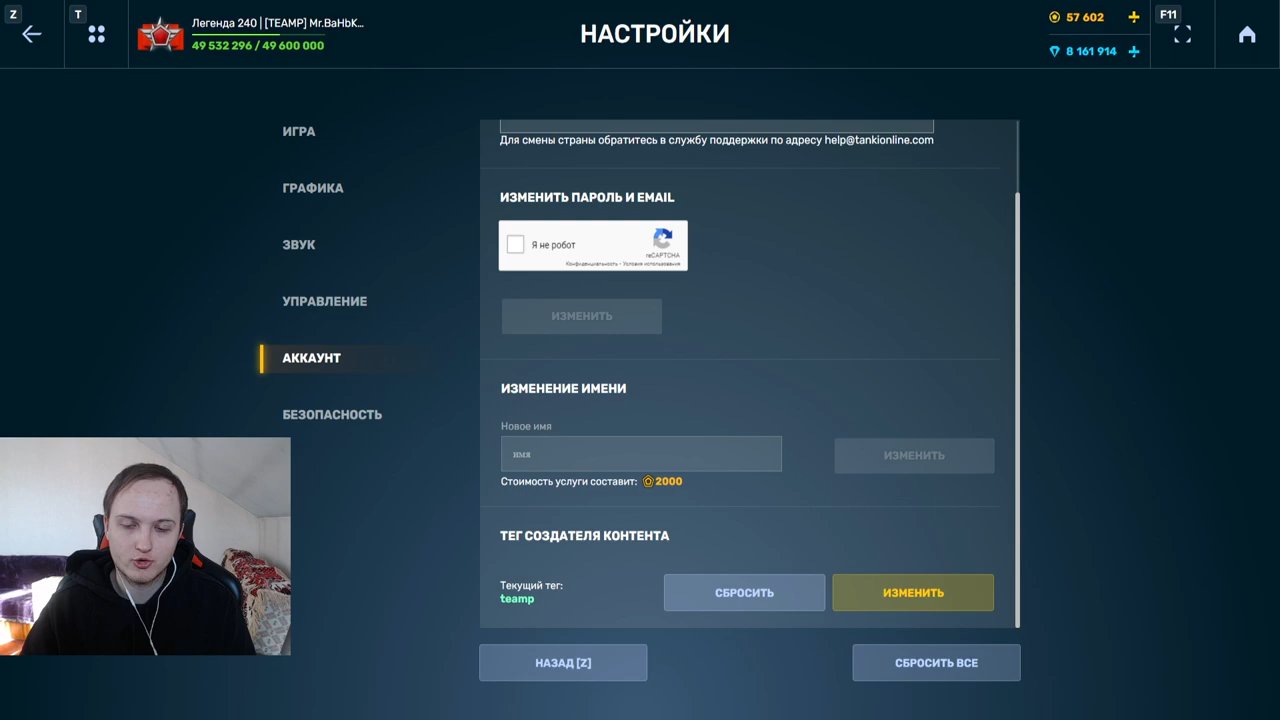 Z
T
Легенда 240 | [TEAMP] Mr.BaHbK...
49 532 296 / 49 600 000
НАСТРОЙКИ
57 602
8 161 914
F11
ИГРА
ГРАФИКА
ЗВУК
УПРАВЛЕНИЕ
АККАУНТ
БЕЗОПАСНОСТЬ
Для смены страны обратитесь в службу поддержки по адресу help@tankionline.com
ИЗМЕНИТЬ ПАРОЛЬ И EMAIL
Я не робот
reCAPTCHA
Конфиденциальность - Условия использования
ИЗМЕНИТЬ
ИЗМЕНЕНИЕ ИМЕНИ
Новое имя
имя
ИЗМЕНИТЬ
Стоимость услуги составит: 2000
ТЕГ СОЗДАТЕЛЯ КОНТЕНТА
Текущий тег:
teamp
СБРОСИТЬ
ИЗМЕНИТЬ
НАЗАД [Z]
СБРОСИТЬ ВСЕ